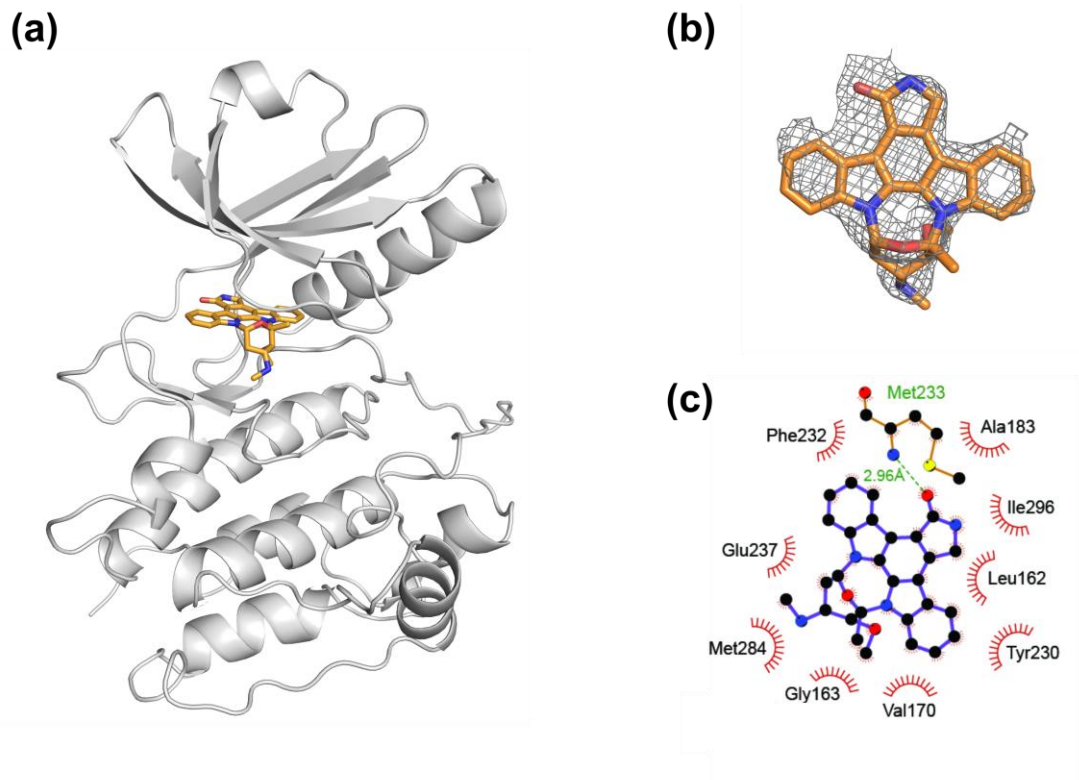 (a)
(b)
(c)
Met233
Phe232
Ala183
2.96Å
Ile296
Glu237
Leu162
Met284
Tyr230
Gly163
Val170